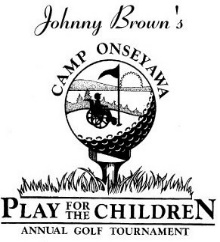 Johnny Brown's
CAMP ONSEYAWA
PLAY FOR THE CHILDREN
ANNUAL GOLF TOURNAMENT